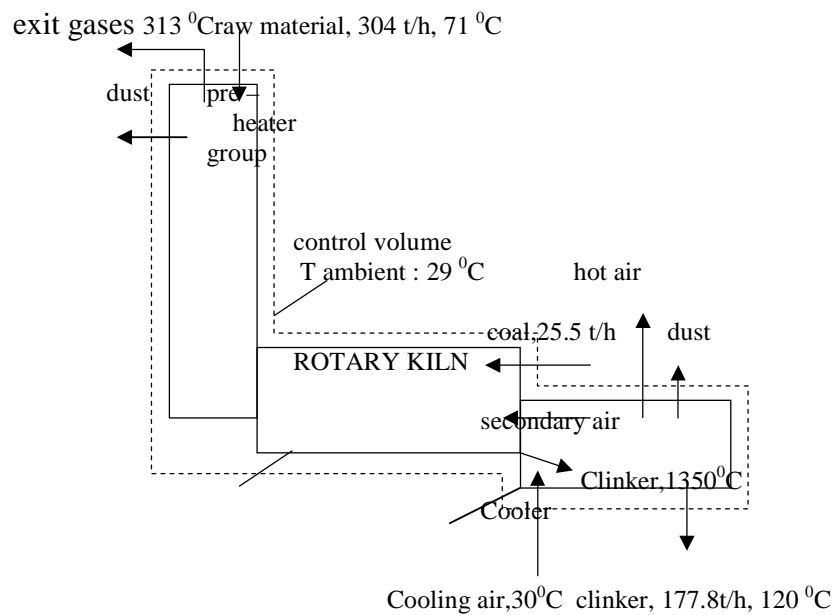 exit gases 313 ⁰Craw material, 304 t/h, 71 ⁰C
dust pre –
heater
group
control volume
T ambient : 29 ⁰C hot air
coal,25.5 t/h dust
ROTARY KILN
secondary air
Clinker,1350⁰C
Cooler
Cooling air,30⁰C clinker, 177.8t/h, 120 ⁰C